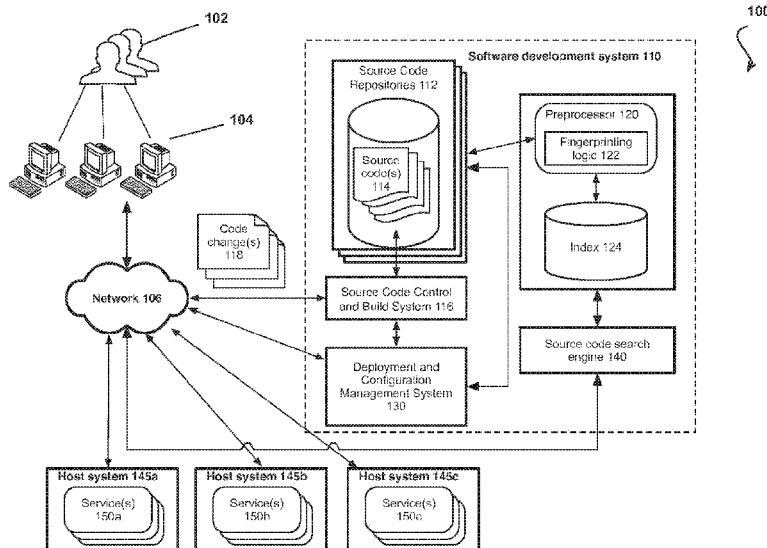 100
102
Software development system 110
Source Code
Repositories 112
Preprocessor 120
Fingerprinting
logic 122
104
Source
code(s)
114
Code
change(s)
118
Index 124
Network 106
Source Code Control
and Build System 116
Source code search
engine 140
Deployment and
Configuration
Management System
130
Host system 145a
Host system 145b
Host system 145c
Service(s)
150a
Service(s)
150b
Service(s)
150c